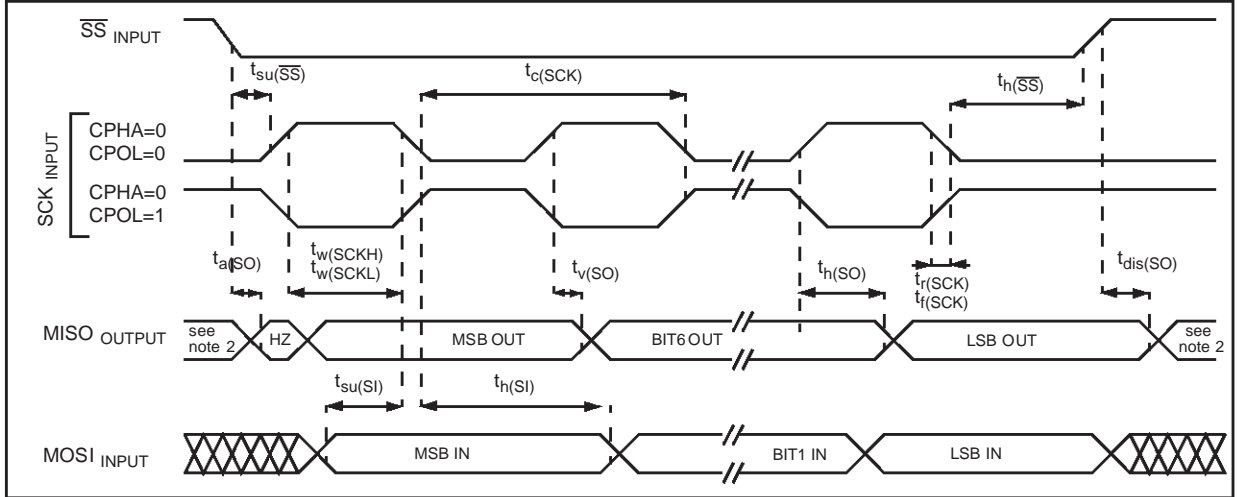 SS INPUT
tsu(SS)
tc(SCK)
th(SS)
SCK INPUT
CPHA=0
CPOL=0
CPHA=0
CPOL=1
ta(SO)
tw(SCKH)
tw(SCKL)
tv(SO)
th(SO)
tr(SCK)
tf(SCK)
tdis(SO)
MISO OUTPUT
see
note 2
HZ
MSB OUT
BIT6 OUT
LSB OUT
see
note 2
tsu(SI)
th(SI)
MOSI INPUT
MSB IN
BIT1 IN
LSB IN